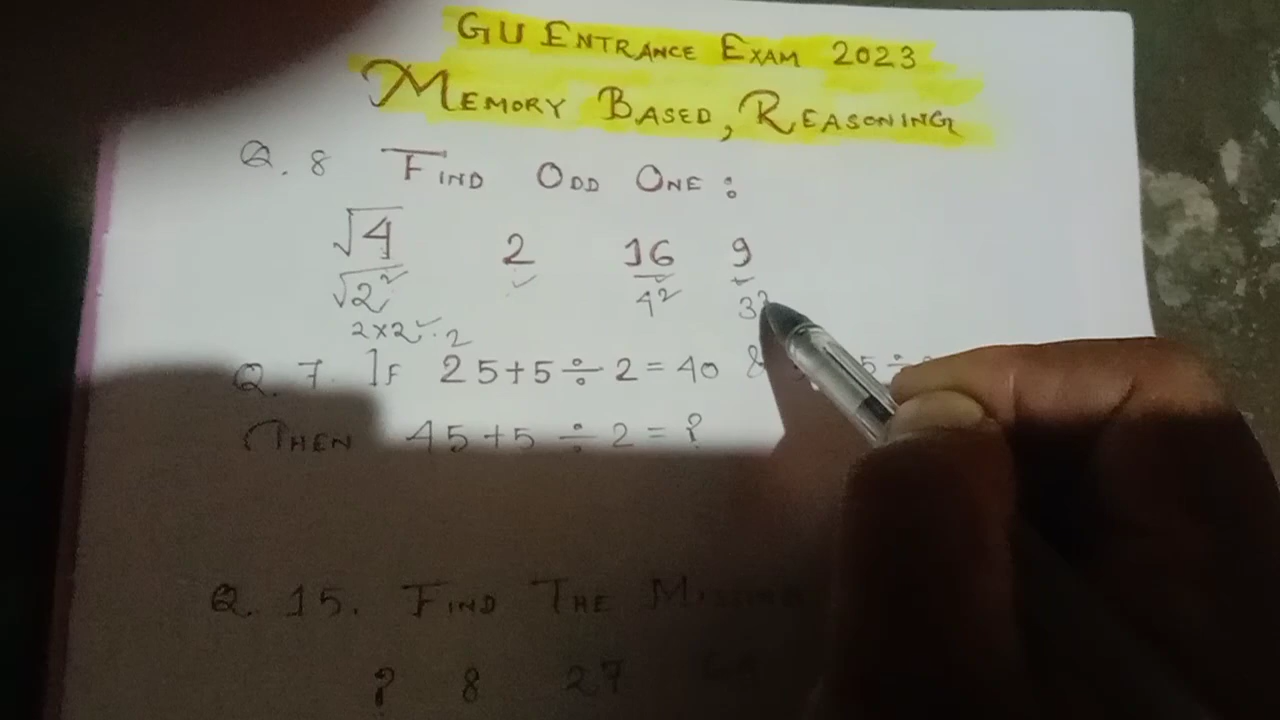 GU ENTRANCE EXAM 2023
MEMORY BASED, REASONING
Q. 8 FIND ODD ONE :
√4 2 16 9
√2² 4² 3²
2×2 . 2
Q. 7. IF 25+5÷2=40 & 5÷
THEN 45+5÷2=?
Q. 15. FIND THE
? 8 27